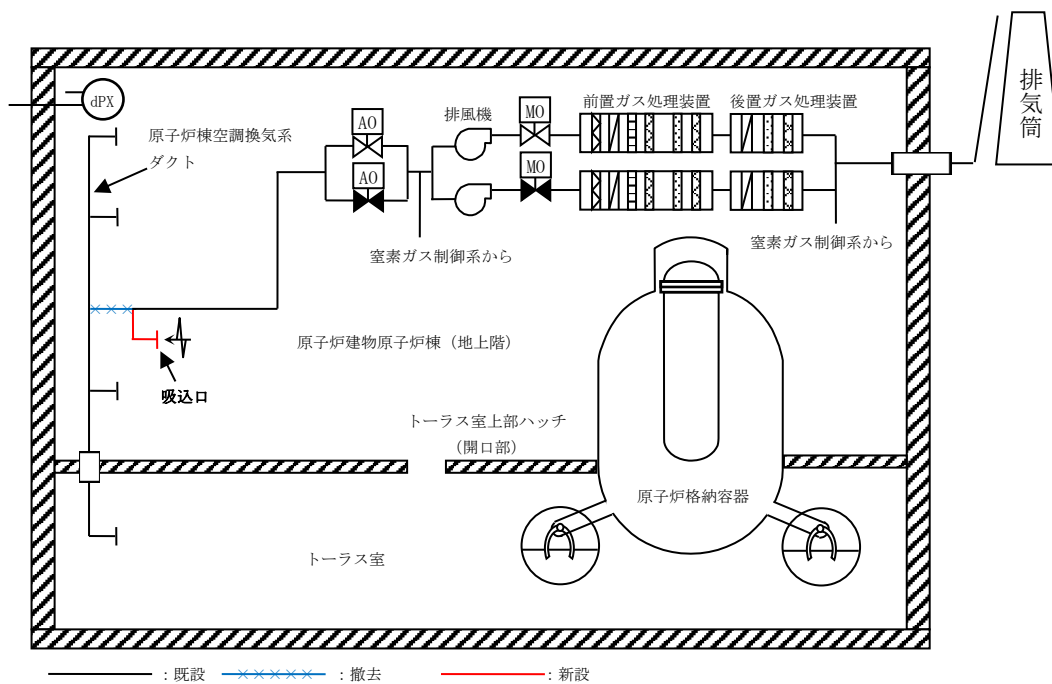 dPX
原子炉棟空調換気系
ダクト
AO
AO
排風機
MO
MO
前置ガス処理装置
後置ガス処理装置
排気筒
窒素ガス制御系から
窒素ガス制御系から
原子炉建物原子炉棟（地上階）
吸込口
トーラス室上部ハッチ
（開口部）
原子炉格納容器
トーラス室
：既設
：撤去
：新設